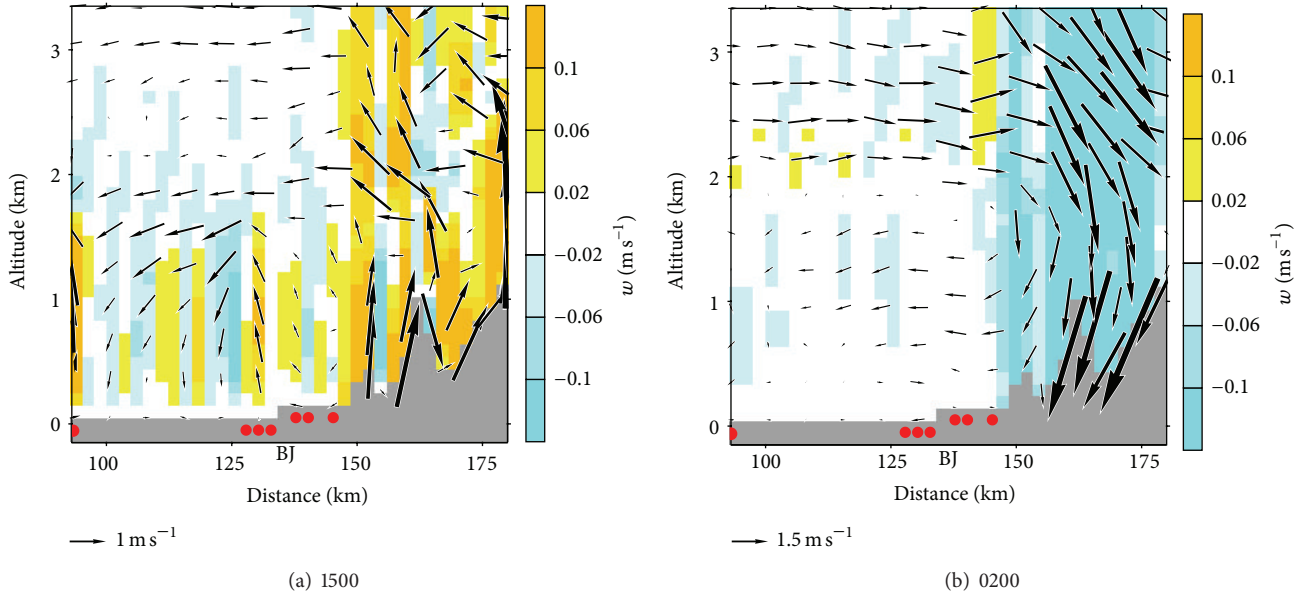 3
2
1
0
Altitude (km)
100
125
150
175
BJ
Distance (km)
0.1
0.06
0.02
−0.02
−0.06
−0.1
w (m s⁻¹)
1 m s⁻¹
(a) 1500
3
2
1
0
Altitude (km)
100
125
150
175
BJ
Distance (km)
0.1
0.06
0.02
−0.02
−0.06
−0.1
w (m s⁻¹)
1.5 m s⁻¹
(b) 0200